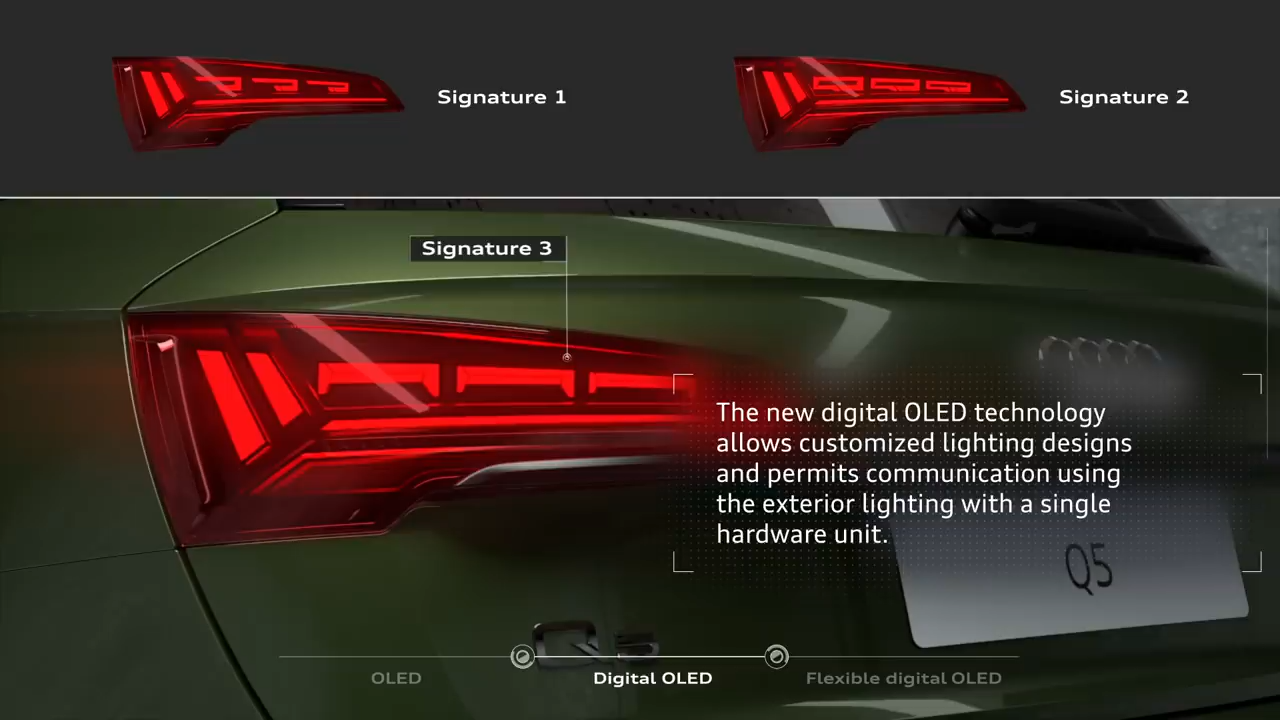 Signature 1
Signature 2
Signature 3
The new digital OLED technology
allows customized lighting designs
and permits communication using
the exterior lighting with a single
hardware unit.
Q5
Q5
OLED
Digital OLED
Flexible digital OLED